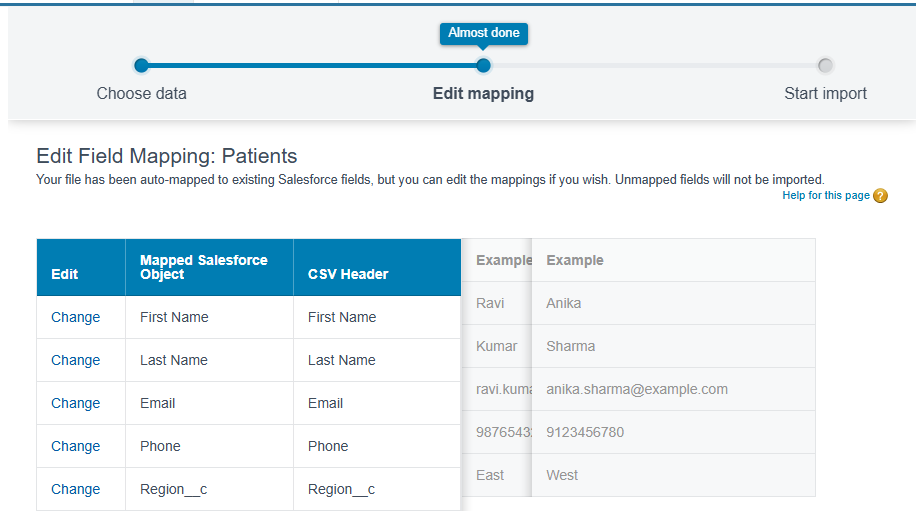 Almost done
Choose data
Edit mapping
Start import
Edit Field Mapping: Patients
Your file has been auto-mapped to existing Salesforce fields, but you can edit the mappings if you wish. Unmapped fields will not be imported.
Help for this page ?
Edit Mapped Salesforce Object CSV Header Example Example
Change First Name First Name Ravi Anika
Change Last Name Last Name Kumar Sharma
Change Email Email ravi.kuma anika.sharma@example.com
Change Phone Phone 9876543 9123456780
Change Region__c Region__c East West